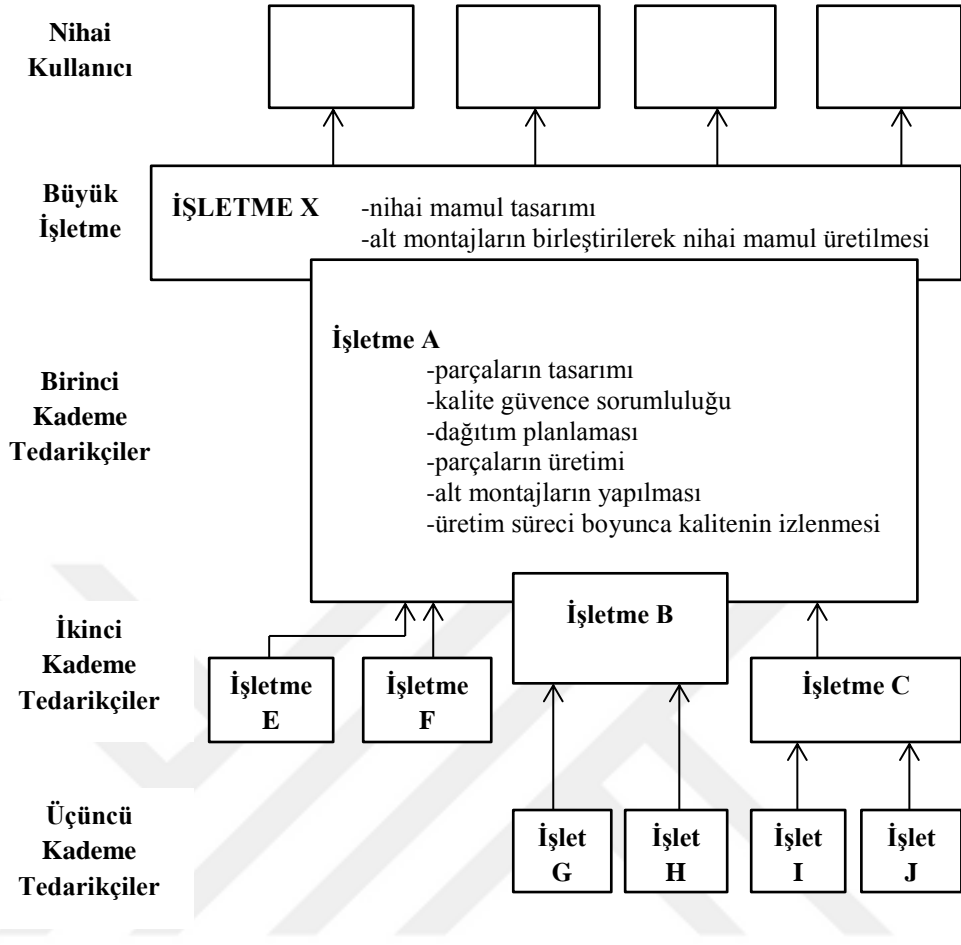 Nihai
Kullanıcı
Büyük
İşletme
İŞLETME X -nihai mamul tasarımı
-alt montajların birleştirilerek nihai mamul üretilmesi
Birinci
Kademe
Tedarikçiler
İşletme A
-parçaların tasarımı
-kalite güvence sorumluluğu
-dağıtım planlaması
-parçaların üretimi
-alt montajların yapılması
-üretim süreci boyunca kalitenin izlenmesi
İkinci
Kademe
Tedarikçiler
İşletme
E
İşletme
F
İşletme B
İşletme C
Üçüncü
Kademe
Tedarikçiler
İşlet
G
İşlet
H
İşlet
I
İşlet
J